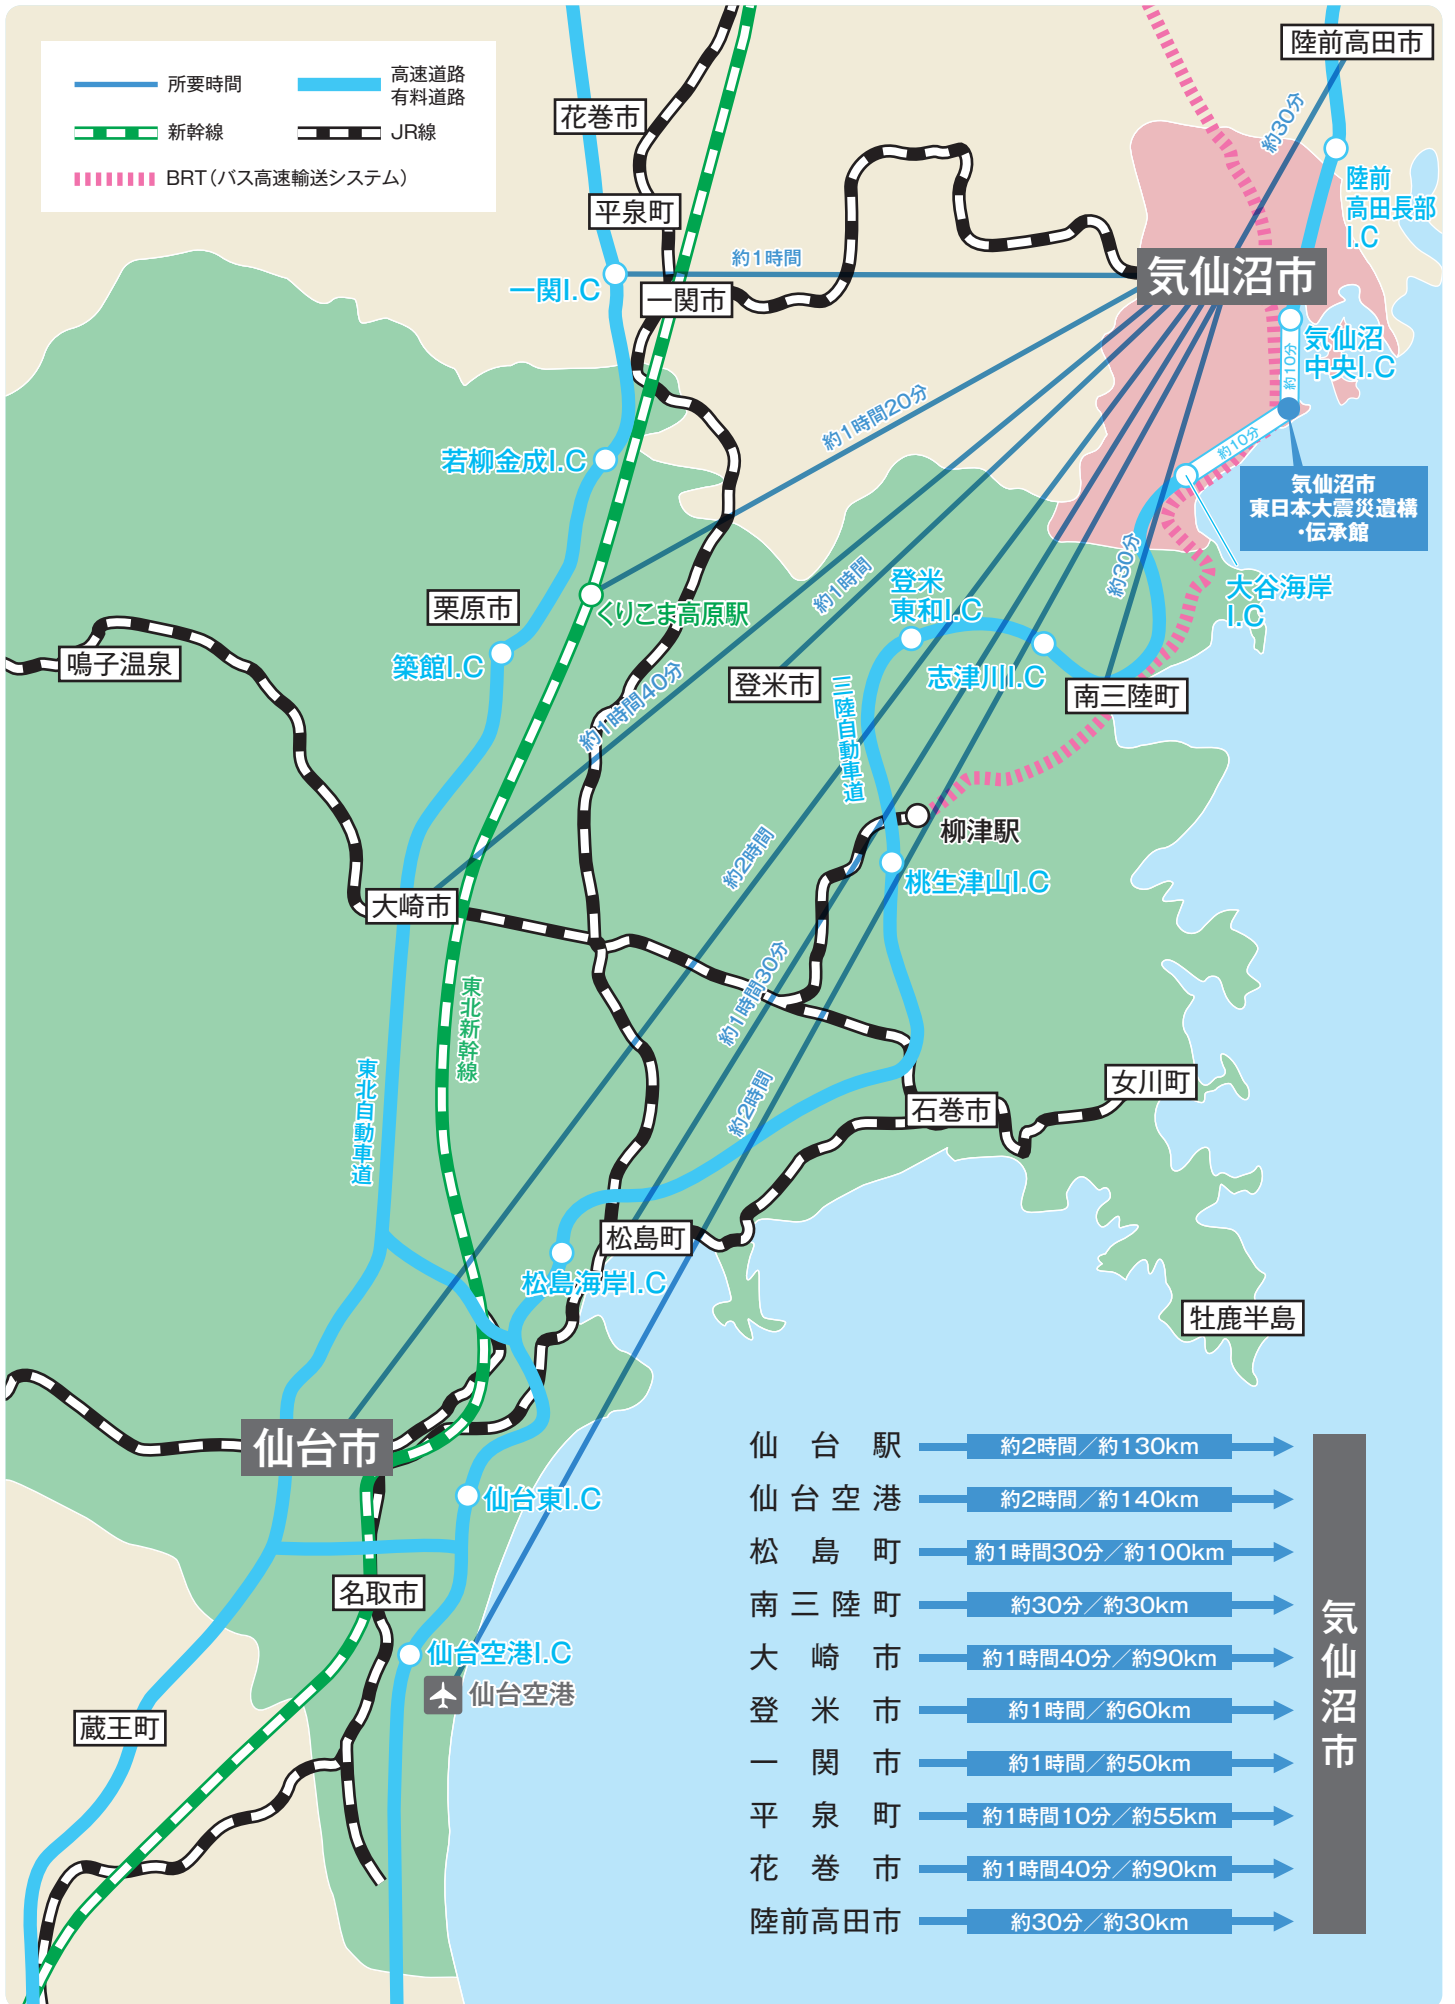 所要時間
高速道路
有料道路
新幹線
JR線
BRT（バス高速輸送システム）
陸前高田市
花巻市
約30分
平泉町
陸前
高田長部
I.C
約1時間
気仙沼市
一関I.C
一関市
気仙沼
中央I.C
約10分
約1時間20分
約10分
若柳金成I.C
気仙沼市
東日本大震災遺構
・伝承館
約30分
約1時間
登米
東和I.C
大谷海岸
I.C
栗原市
くりこま高原駅
鳴子温泉
築館I.C
登米市
志津川I.C
南三陸町
約1時間40分
三陸自動車道
柳津駅
約2時間
桃生津山I.C
大崎市
約1時間30分
東北新幹線
東北自動車道
約2時間
女川町
石巻市
松島町
松島海岸I.C
牡鹿半島
仙台市
仙台東I.C
名取市
仙台空港I.C
仙台空港
蔵王町
仙台駅 約2時間／約130km
仙台空港 約2時間／約140km
松島町 約1時間30分／約100km
南三陸町 約30分／約30km
大崎市 約1時間40分／約90km
登米市 約1時間／約60km
一関市 約1時間／約50km
平泉町 約1時間10分／約55km
花巻市 約1時間40分／約90km
陸前高田市 約30分／約30km
気仙沼市